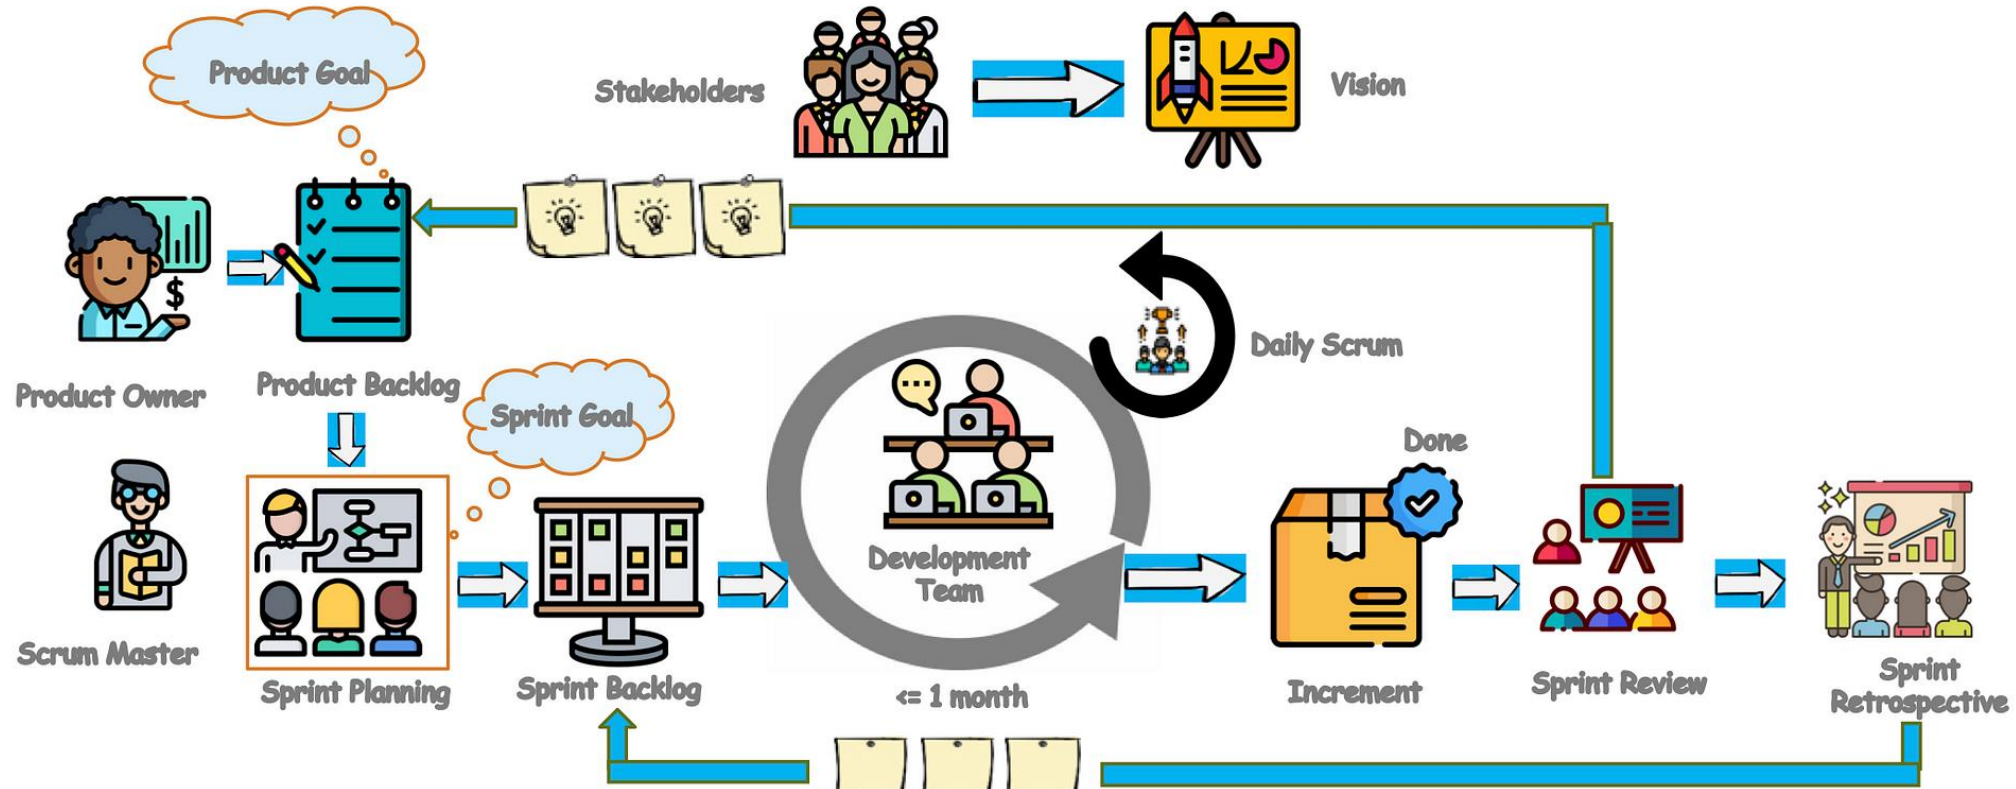 Product Goal
Stakeholders
Vision
$
Daily Scrum
Product Owner
Product Backlog
Sprint Goal
Done
Development
Team
Scrum Master
Sprint Planning
Sprint Backlog
<= 1 month
Increment
Sprint Review
Sprint
Retrospective